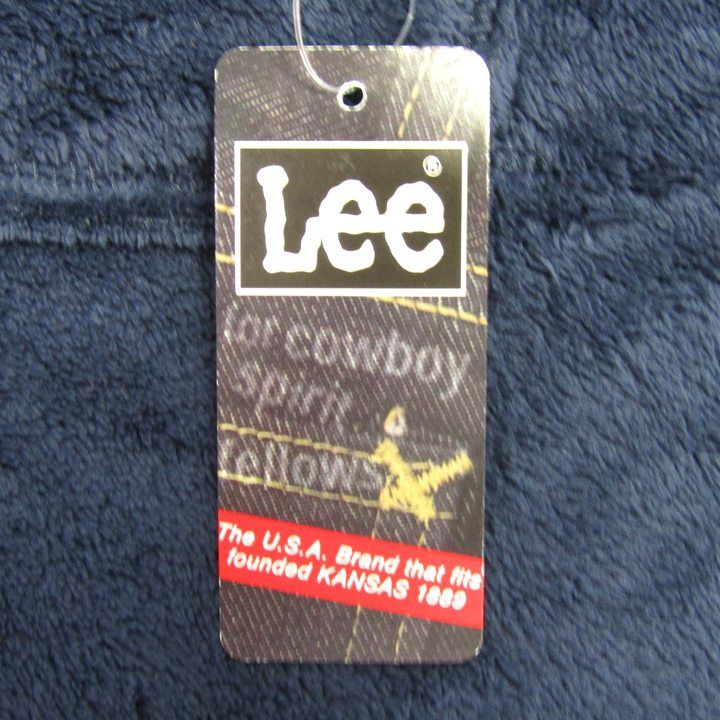 Lee®
for cowboy
spirit
fellows
The U.S.A. Brand that fits
founded KANSAS 1889